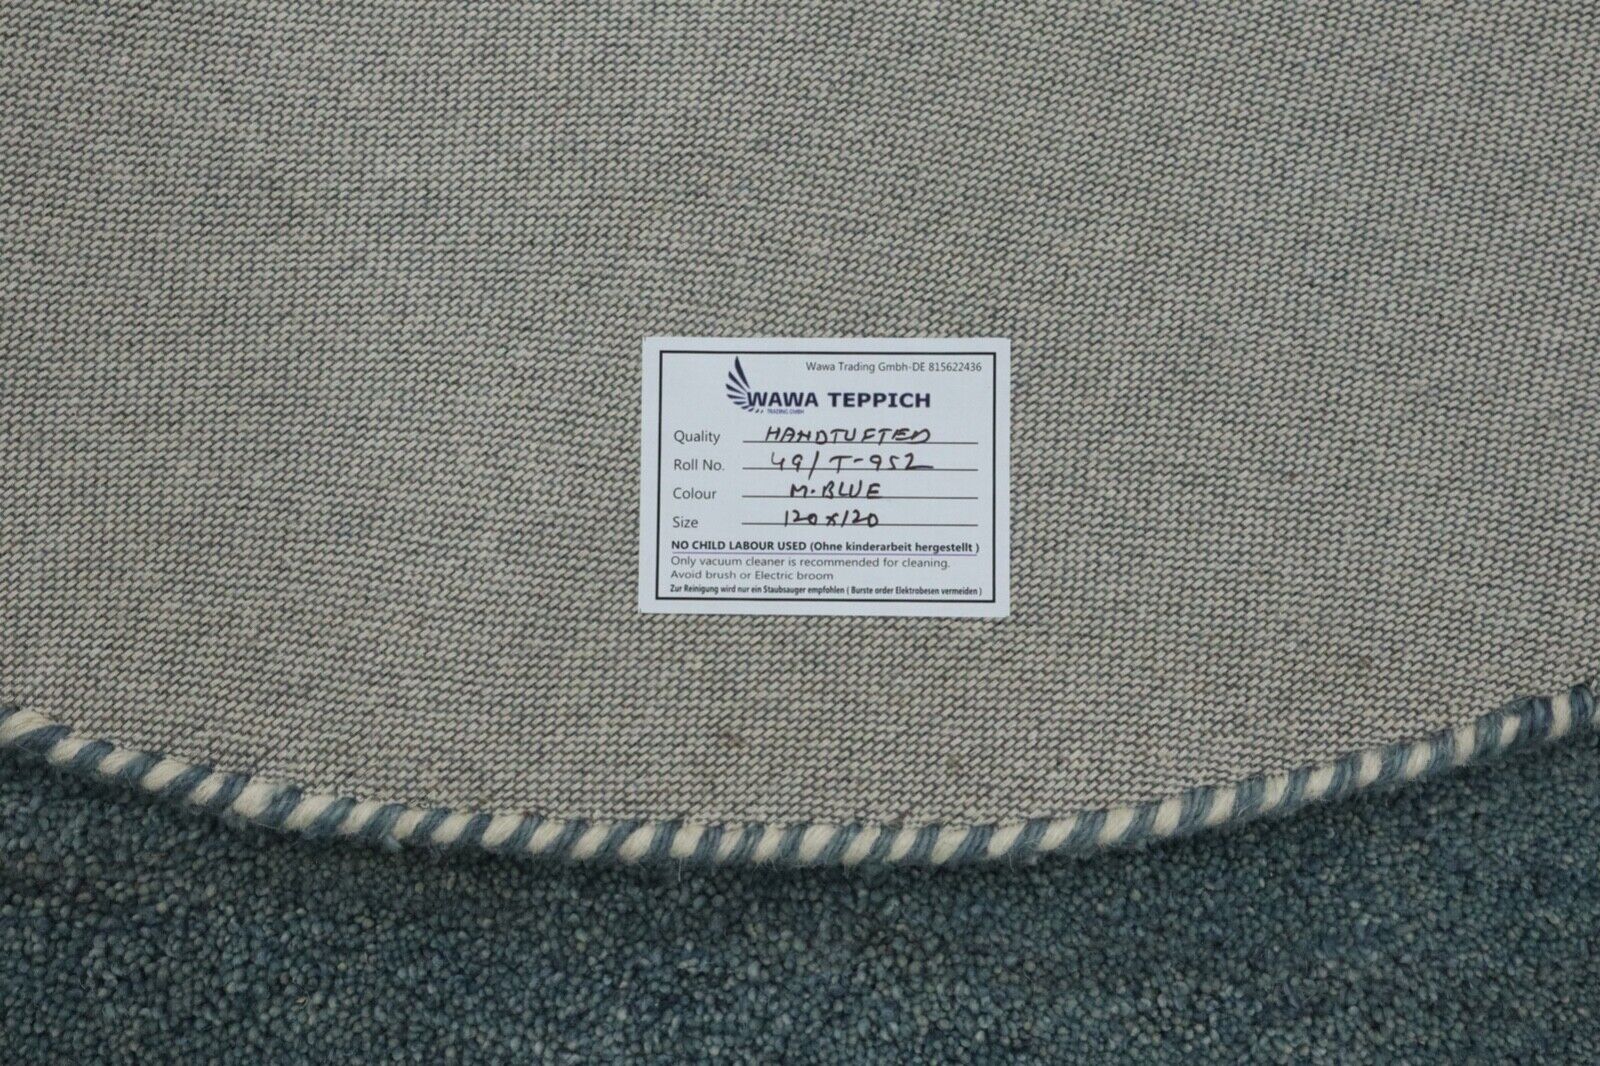 Wawa Trading Gmbh-DE 815622436
WAWA TEPPICH
TRADING GMBH
Quality HANDTUFTED
Roll No. 49/T-952
Colour M.BLUE
Size 120x120
NO CHILD LABOUR USED (Ohne kinderarbeit hergestellt )
Only vacuum cleaner is recommended for cleaning.
Avoid brush or Electric broom
Zur Reinigung wird nur ein Staubsauger empfohlen ( Burste order Elektrobesen vermeiden )